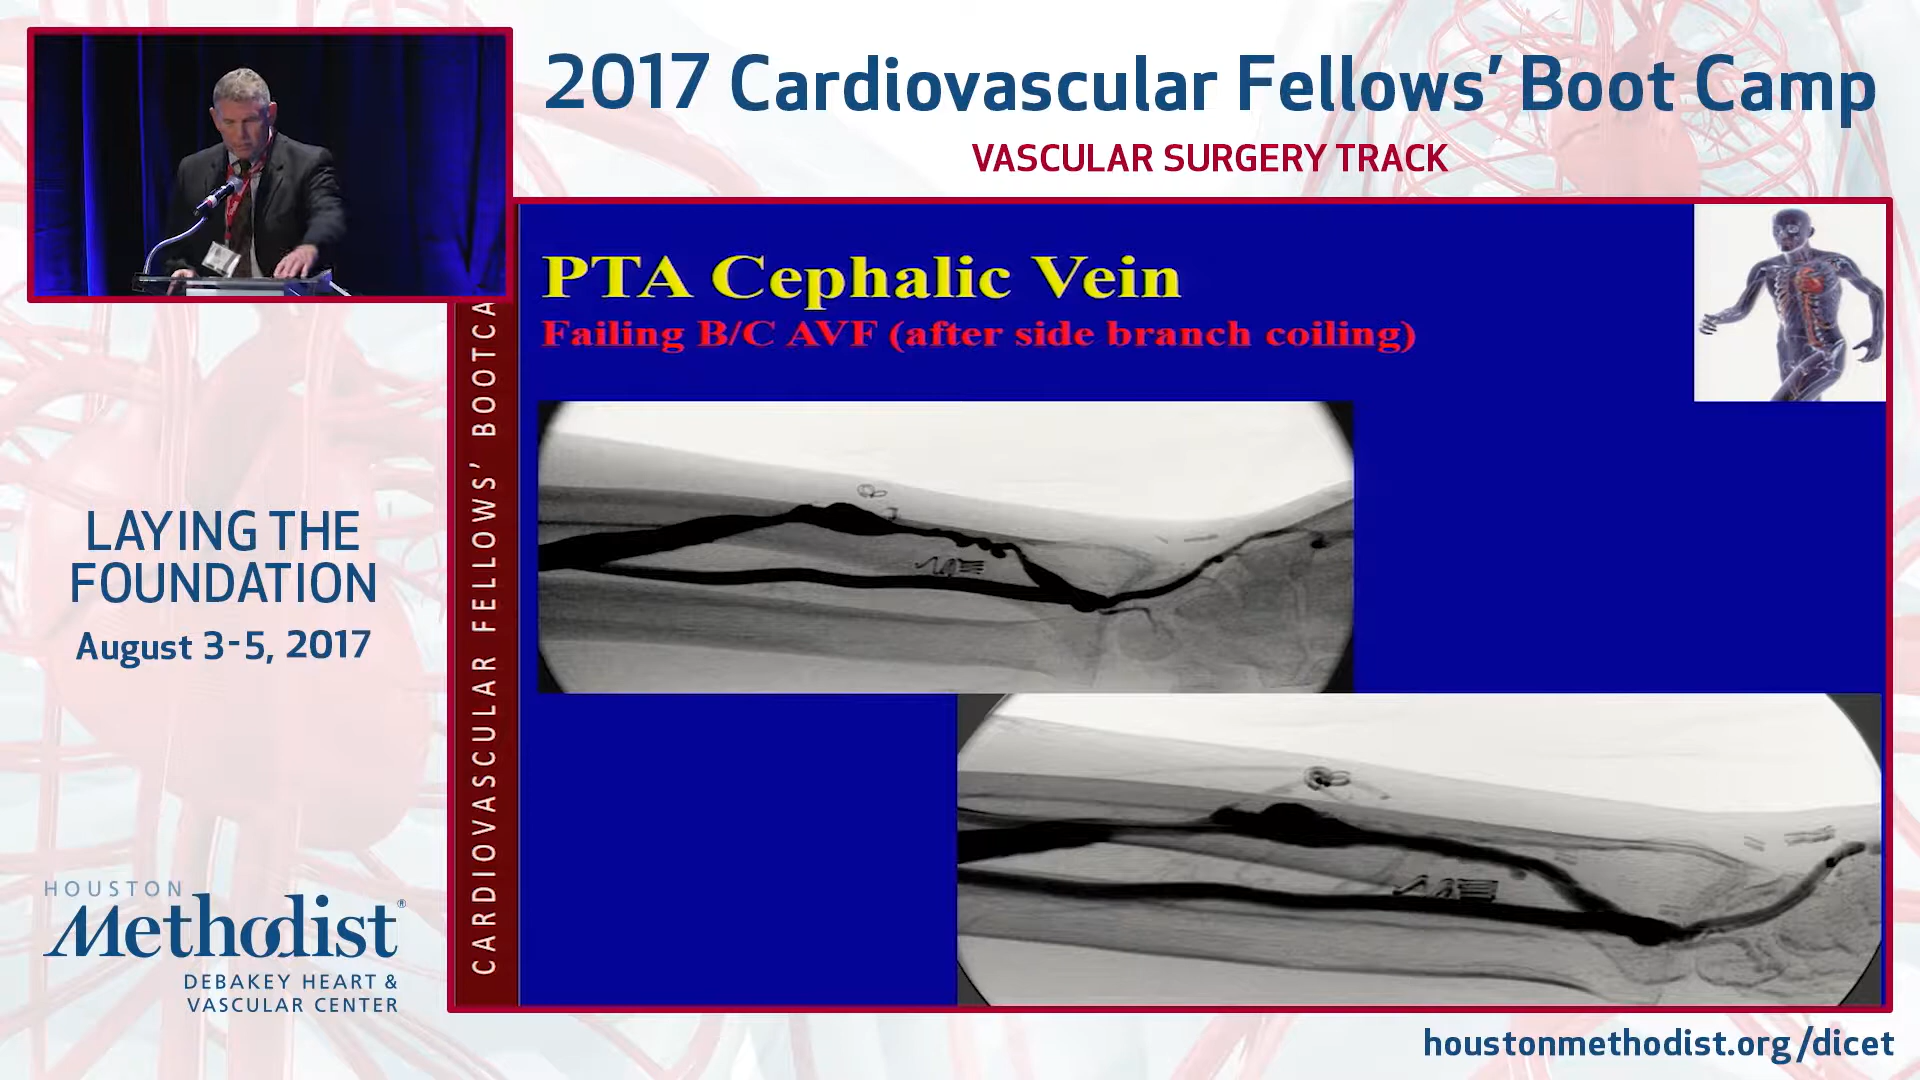 2017 Cardiovascular Fellows' Boot Camp
VASCULAR SURGERY TRACK
PTA Cephalic Vein
Failing B/C AVF (after side branch coiling)
CARDIOVASCULAR FELLOWS' BOOTCA
LAYING THE
FOUNDATION
August 3-5, 2017
HOUSTON
Methodist®
DEBAKEY HEART &
VASCULAR CENTER
houstonmethodist.org/dicet